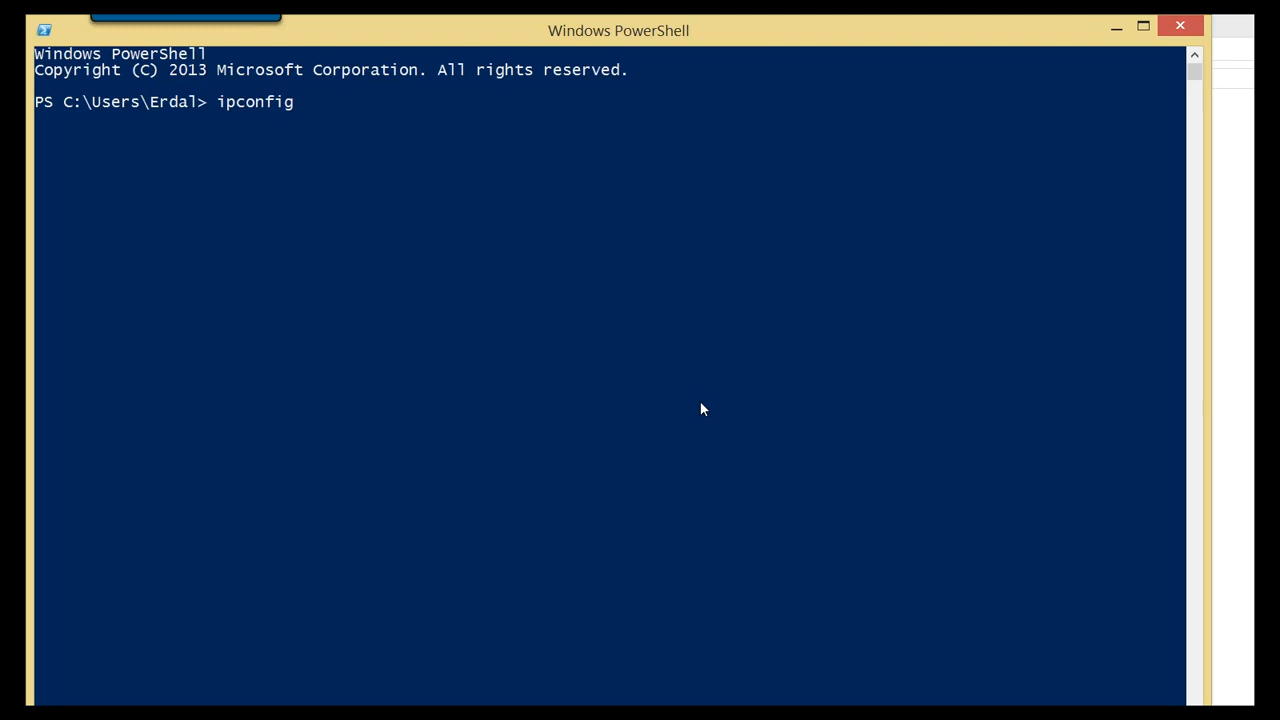 Windows PowerShell
Windows PowerShell
Copyright (C) 2013 Microsoft Corporation. All rights reserved.
PS C:\Users\Erdal> ipconfig